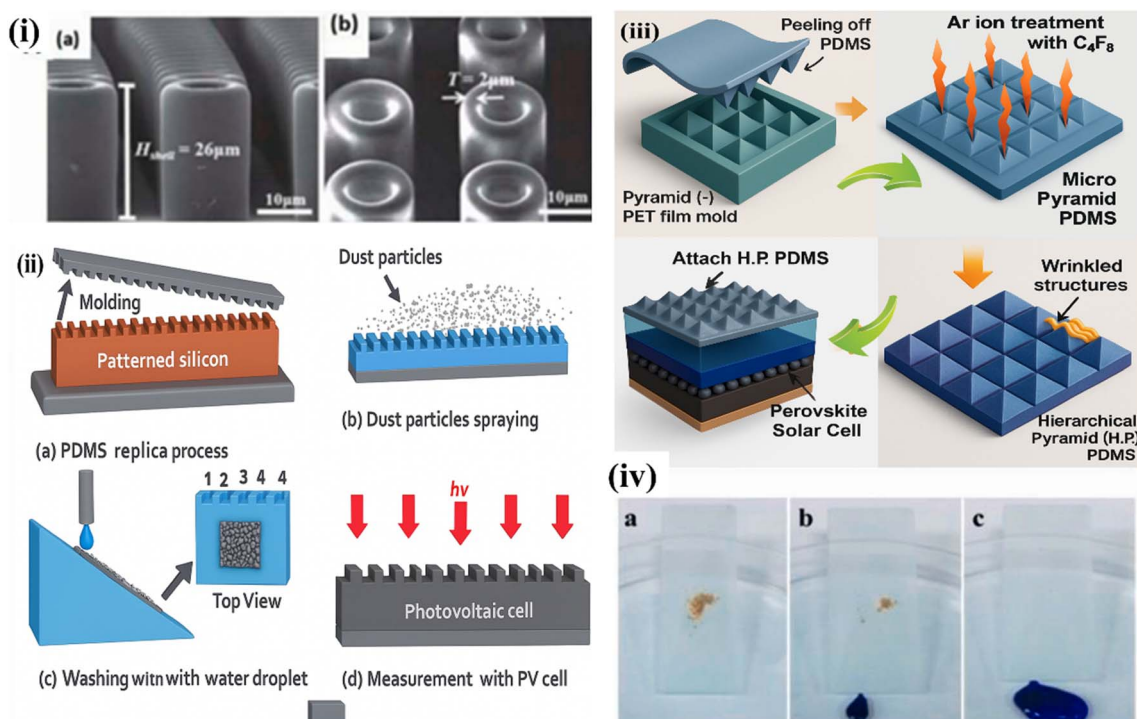 (i)
(a)
H_shell = 26μm
10μm
(b)
T = 2μm
10μm
(ii)
Molding
Patterned silicon
(a) PDMS replica process
Dust particles
(b) Dust particles spraying
1 2 3 4 4
Top View
(c) Washing witn with water droplet
hv
Photovoltaic cell
(d) Measurement with PV cell
(iii)
Peeling off
PDMS
Pyramid (-)
PET film mold
Ar ion treatment
with C₄F₈
Micro
Pyramid
PDMS
Attach H.P. PDMS
Perovskite
Solar Cell
Wrinkled
structures
Hierarchical
Pyramid (H.P.)
PDMS
(iv)
a
b
c